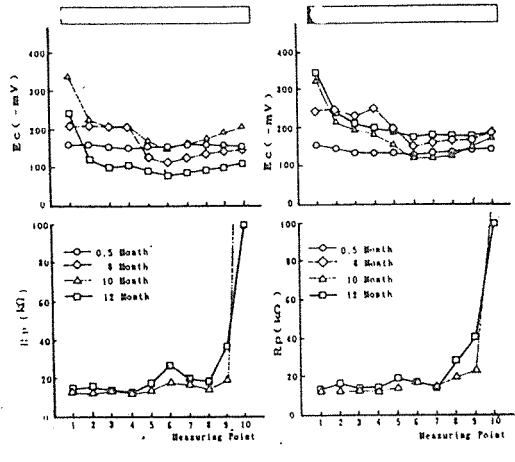 Ec(-mV)
400
300
200
100
0
Ec(-mV)
400
300
200
100
0
Rp(kΩ)
100
80
60
40
20
0.5 Month
8 Month
10 Month
12 Month
1 2 3 4 5 6 7 8 9 10
Measuring Point
Rp(kΩ)
100
80
60
40
20
0
0.5 Month
8 Month
10 Month
12 Month
1 2 3 4 5 6 7 8 9 10
Measuring Point